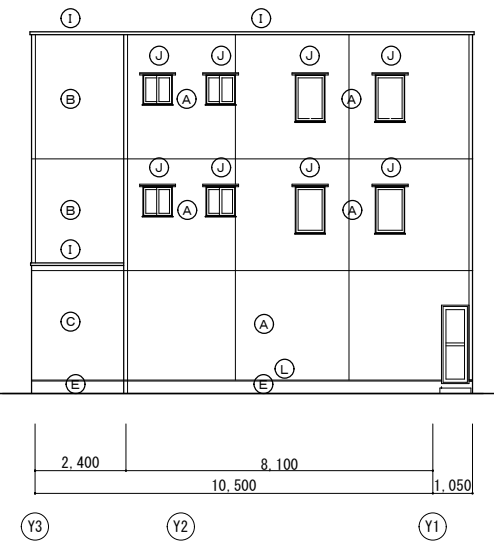 I I
J J J J
B A A
J J J J
B A A
I
C A
L
E E
2,400 8,100
10,500 1,050
Y3 Y2 Y1